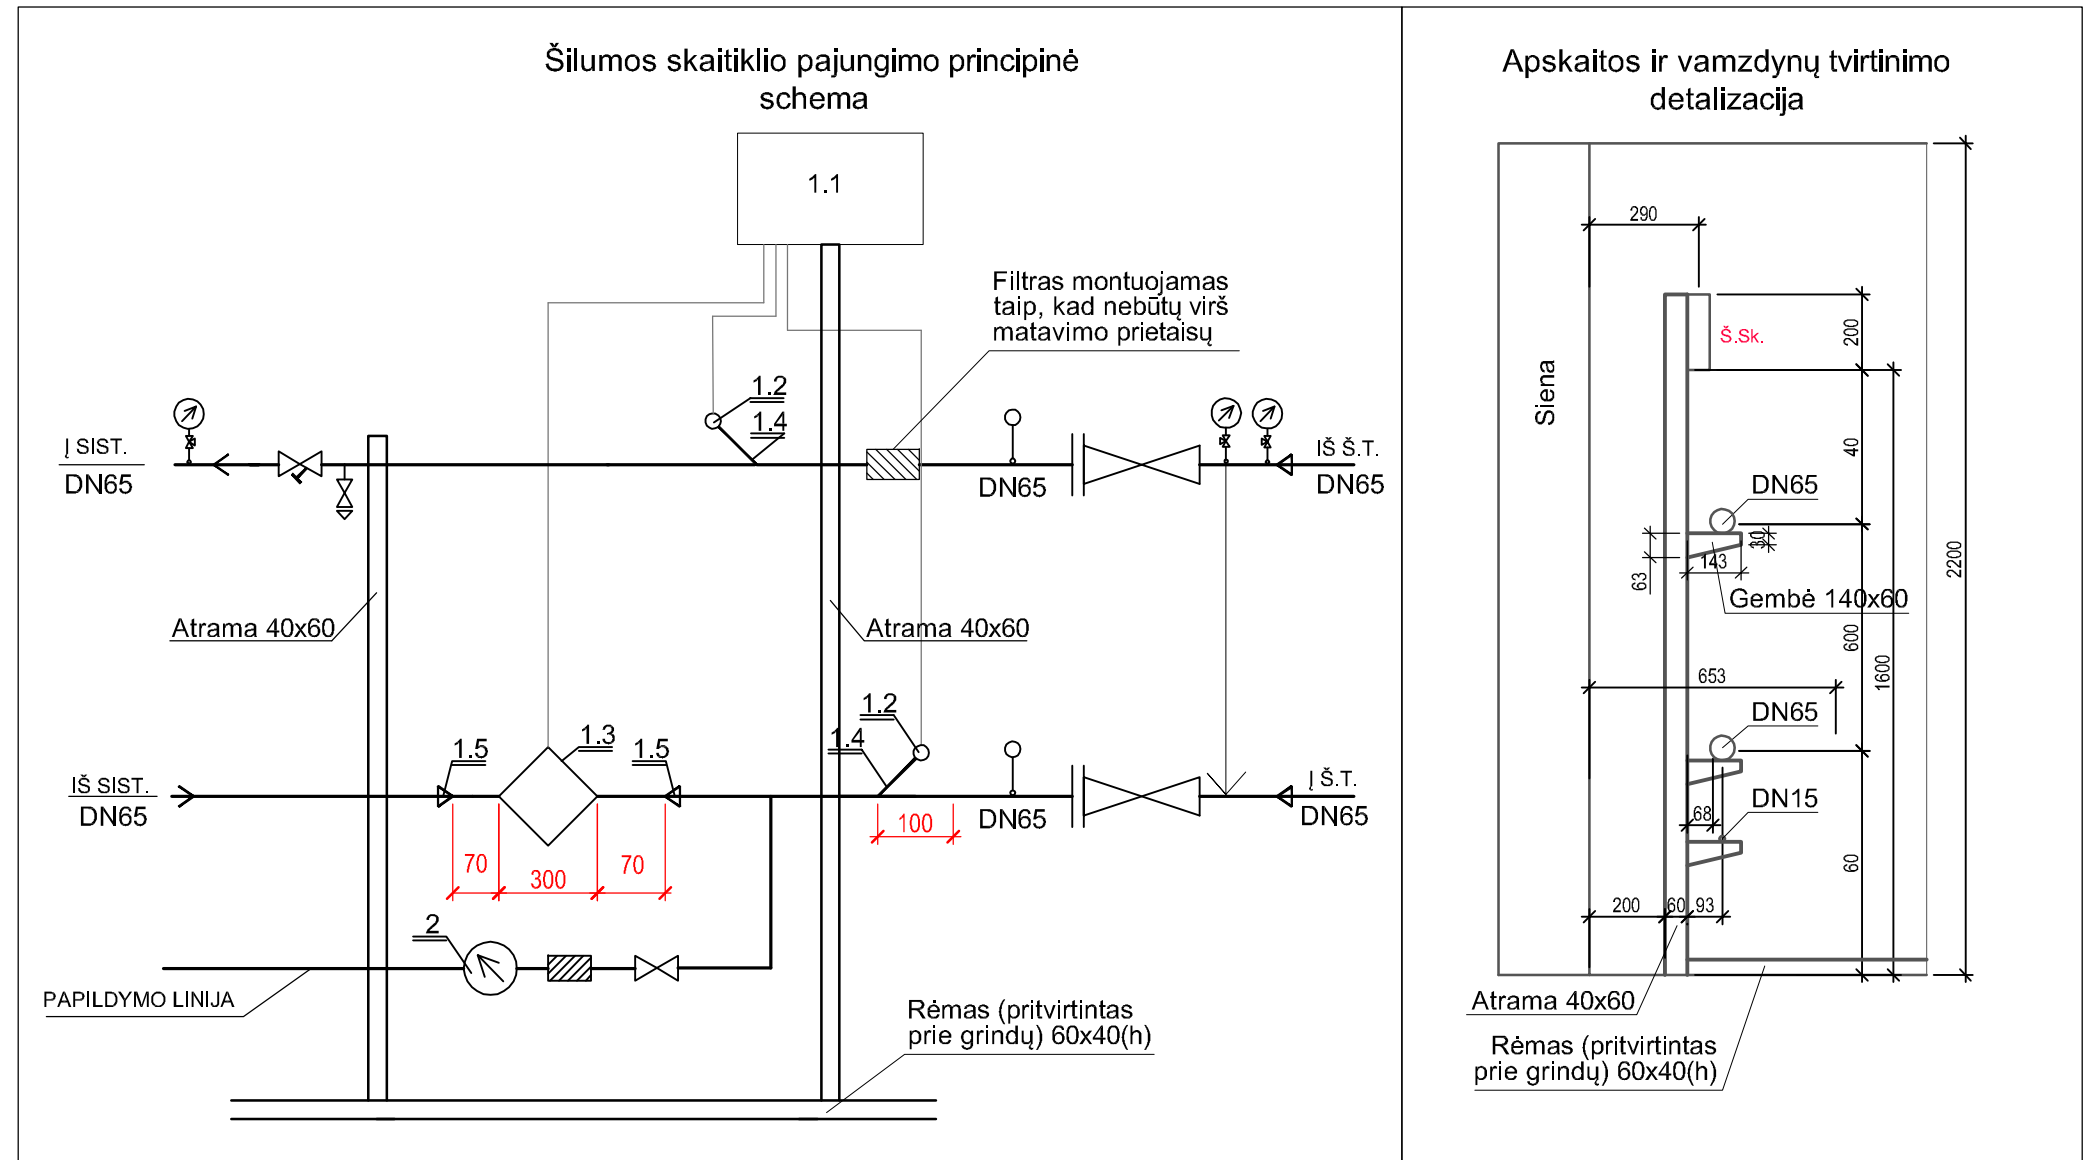 Šilumos skaitiklio pajungimo principinė
schema
1.1
Filtras montuojamas
taip, kad nebūtų virš
matavimo prietaisų
1.2
1.4
Į SIST.
DN65
DN65
IŠ Š.T.
DN65
Atrama 40x60
Atrama 40x60
1.2
1.4
1.5
1.3
1.5
IŠ SIST.
DN65
DN65
Į Š.T.
DN65
100
70
300
70
2
PAPILDYMO LINIJA
Rėmas (pritvirtintas
prie grindų) 60x40(h)
Apskaitos ir vamzdynų tvirtinimo
detalizacija
290
Siena
Š.Sk.
200
40
DN65
30
143
63
Gembė 140x60
2200
600
1600
653
DN65
DN15
68
60
200
60
93
Atrama 40x60
Rėmas (pritvirtintas
prie grindų) 60x40(h)